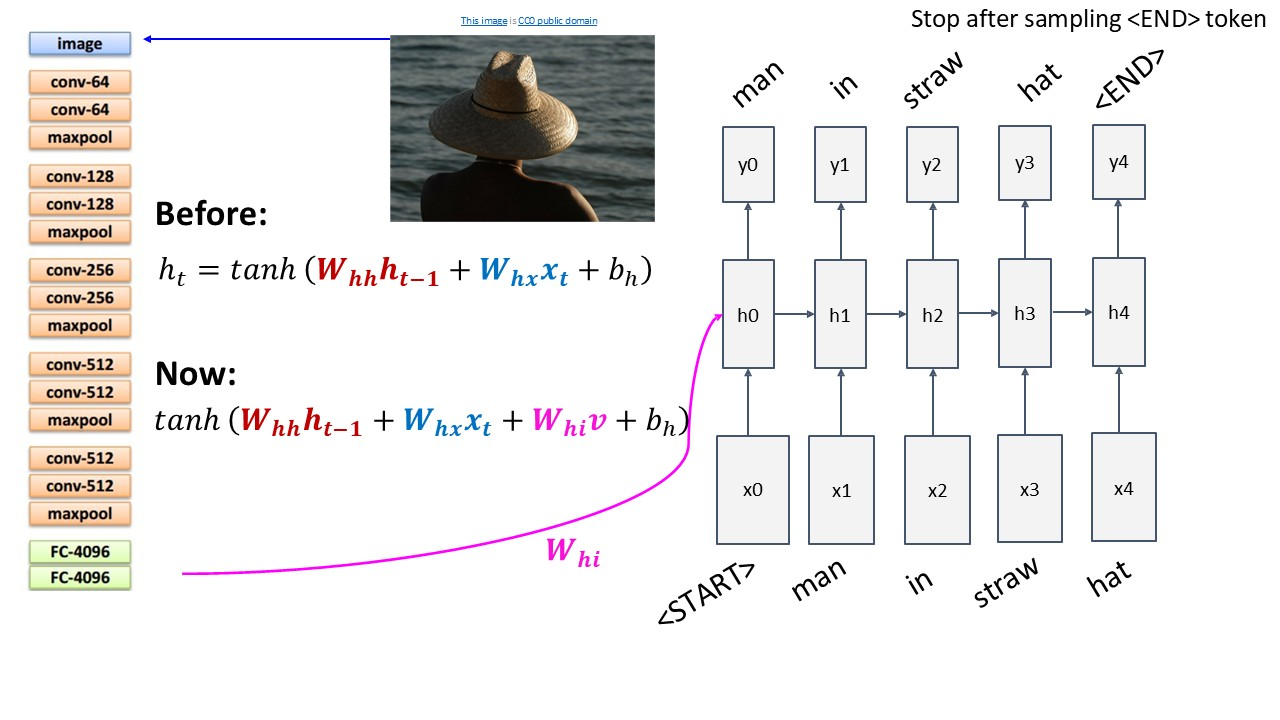 This image is CC0 public domain
Stop after sampling <END> token
image
conv-64
conv-64
maxpool
conv-128
conv-128
maxpool
conv-256
conv-256
maxpool
conv-512
conv-512
maxpool
conv-512
conv-512
maxpool
FC-4096
FC-4096
Before:
h_t = tanh (W_hh h_{t−1} + W_hx x_t + b_h)
Now:
tanh (W_hh h_{t−1} + W_hx x_t + W_hi v + b_h)
W_hi
man in straw hat <END>
y0 y1 y2 y3 y4
h0 h1 h2 h3 h4
x0 x1 x2 x3 x4
<START> man in straw hat